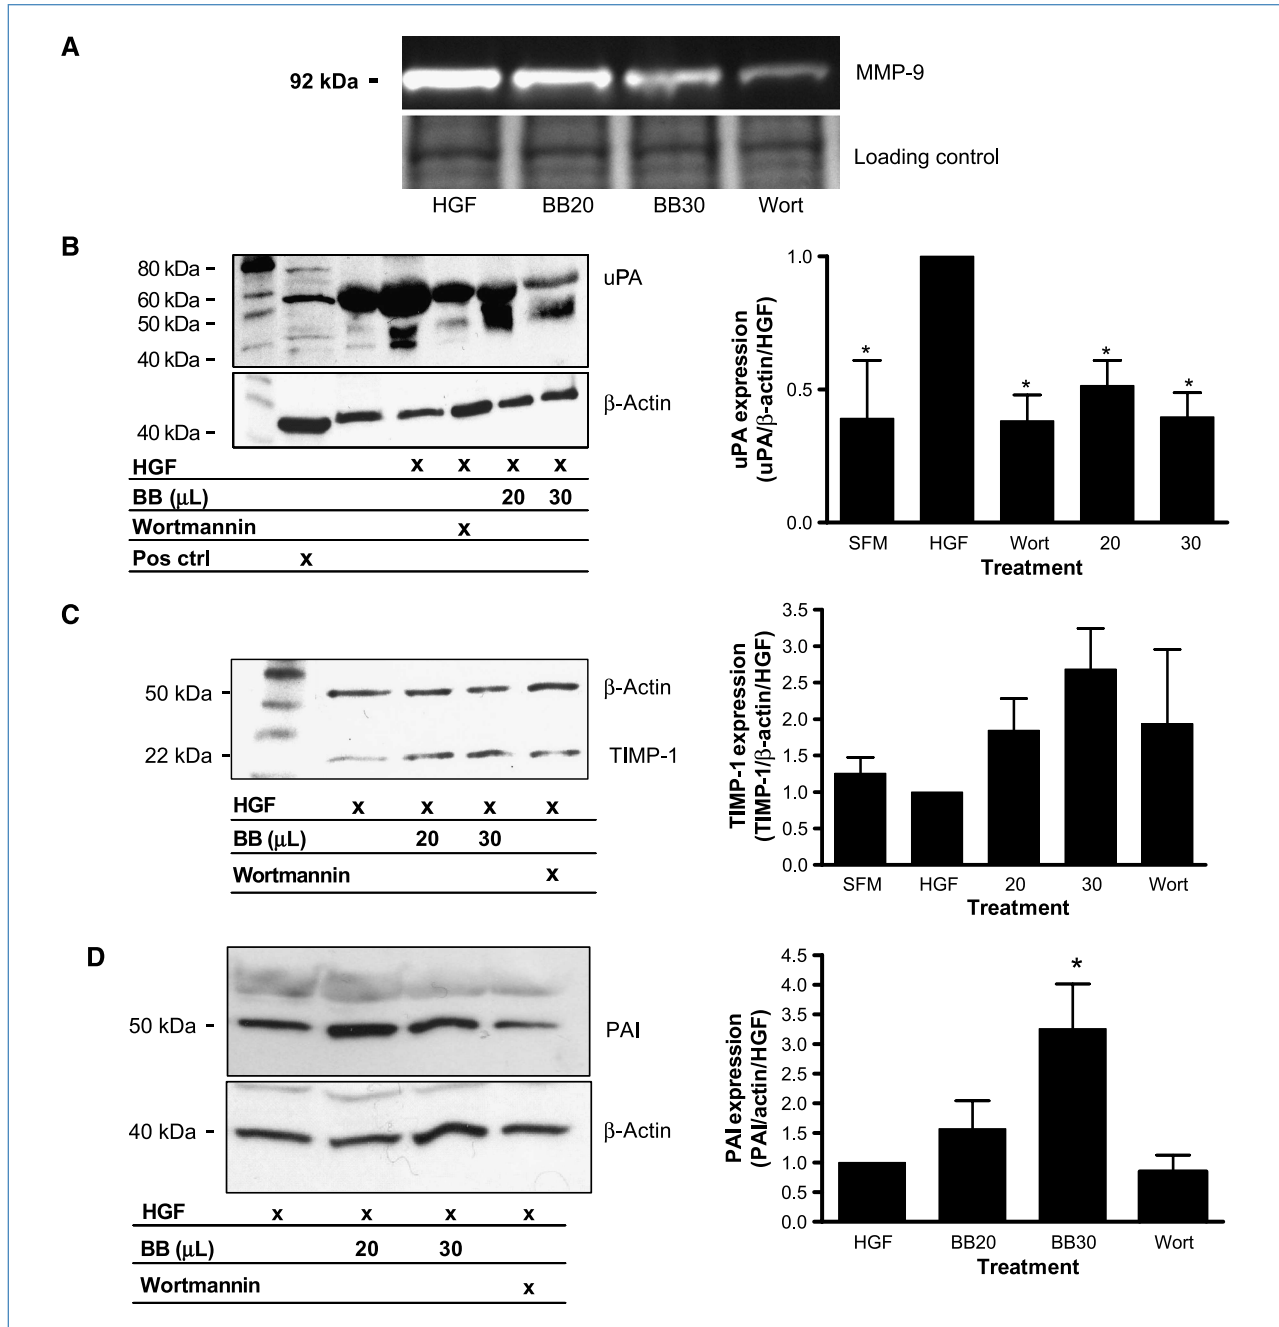 A
92 kDa -
MMP-9
Loading control
HGF BB20 BB30 Wort
B
80 kDa -
60 kDa -
50 kDa -
40 kDa -
uPA
40 kDa -
β-Actin
HGF x x x x
BB (μL) 20 30
Wortmannin x
Pos ctrl x
uPA expression
(uPA/β-actin/HGF)
1.0
0.5
0.0
* * * *
SFM HGF Wort 20 30
Treatment
C
50 kDa -
22 kDa -
β-Actin
TIMP-1
HGF x x x x
BB (μL) 20 30
Wortmannin x
TIMP-1 expression
(TIMP-1/β-actin/HGF)
3.5
3.0
2.5
2.0
1.5
1.0
0.5
0.0
SFM HGF 20 30 Wort
Treatment
D
50 kDa -
PAI
40 kDa -
β-Actin
HGF x x x x
BB (μL) 20 30
Wortmannin x
PAI expression
(PAI/actin/HGF)
4.5
4.0
3.5
3.0
2.5
2.0
1.5
1.0
0.5
0.0
*
HGF BB20 BB30 Wort
Treatment